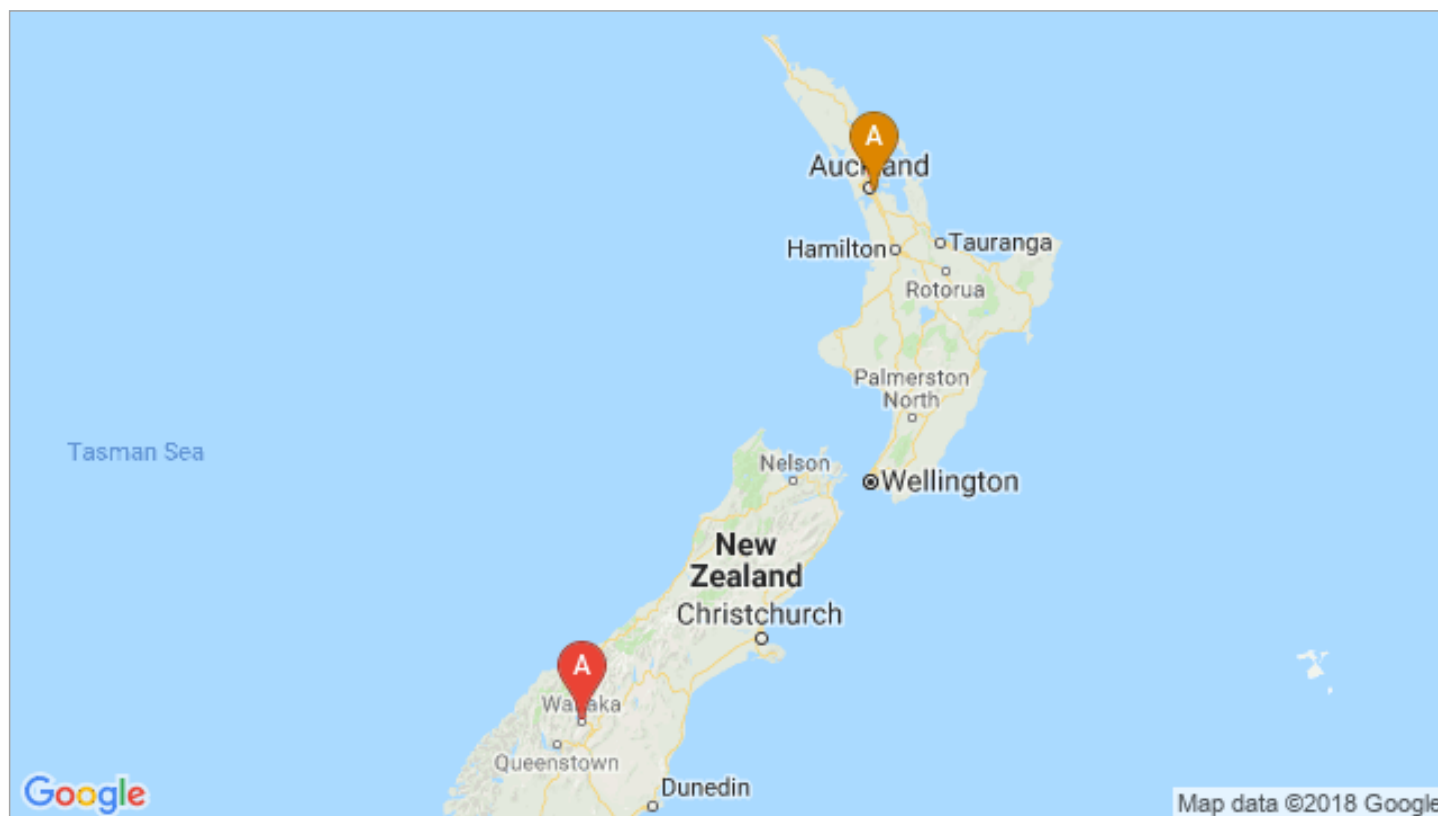 A
Auckland
Hamilton
Tauranga
Rotorua
Palmerston
North
Tasman Sea
Nelson
Wellington
New
Zealand
Christchurch
A
Wanaka
Queenstown
Dunedin
Google
Map data ©2018 Google